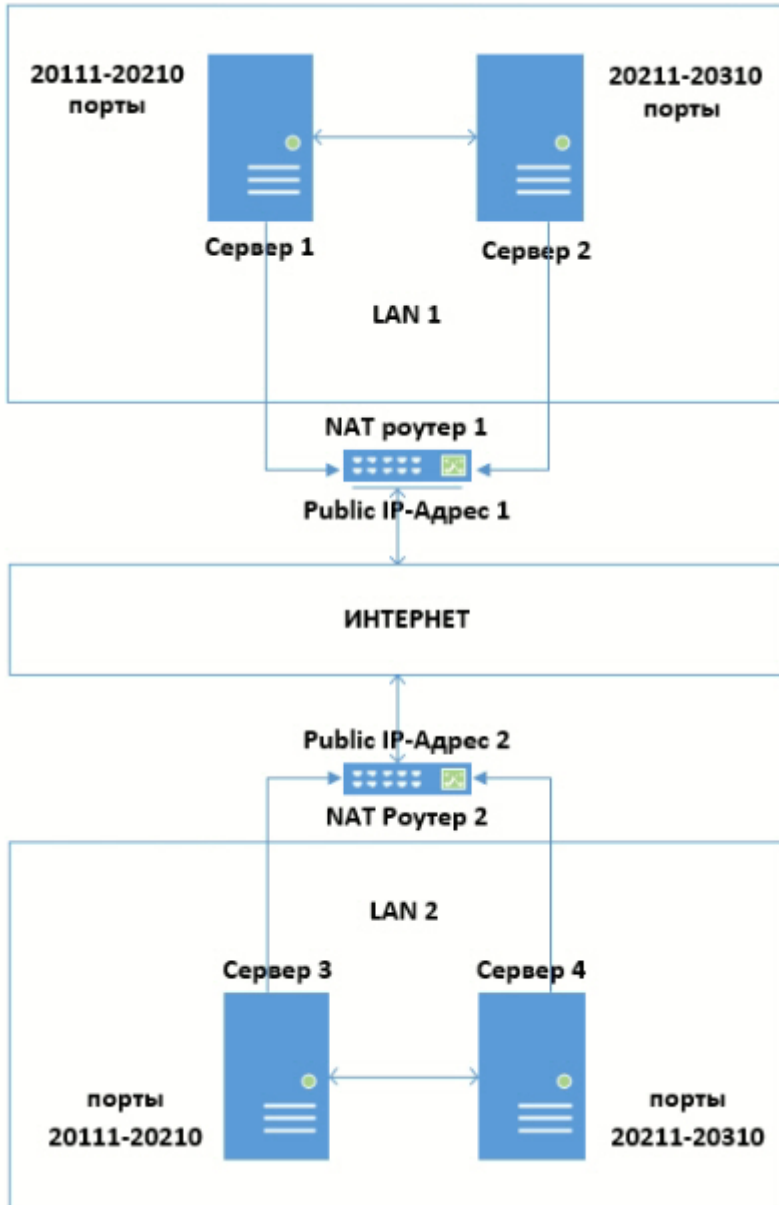 20111-20210
порты
20211-20310
порты
Сервер 1
Сервер 2
LAN 1
NAT роутер 1
Public IP-Адрес 1
ИНТЕРНЕТ
Public IP-Адрес 2
NAT Роутер 2
LAN 2
Сервер 3
Сервер 4
порты
20111-20210
порты
20211-20310